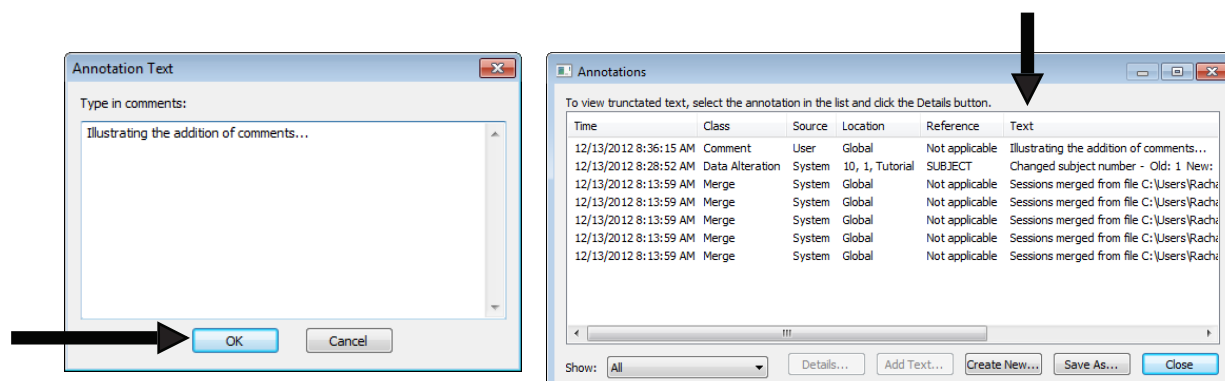 Annotation Text
Type in comments:
Illustrating the addition of comments...
OK Cancel
Annotations
To view trunctated text, select the annotation in the list and click the Details button.
Time Class Source Location Reference Text
12/13/2012 8:36:15 AM Comment User Global Not applicable Illustrating the addition of comments...
12/13/2012 8:28:52 AM Data Alteration System 10, 1, Tutorial SUBJECT Changed subject number - Old: 1 New:
12/13/2012 8:13:59 AM Merge System Global Not applicable Sessions merged from file C:\Users\Racha
12/13/2012 8:13:59 AM Merge System Global Not applicable Sessions merged from file C:\Users\Racha
12/13/2012 8:13:59 AM Merge System Global Not applicable Sessions merged from file C:\Users\Racha
12/13/2012 8:13:59 AM Merge System Global Not applicable Sessions merged from file C:\Users\Racha
12/13/2012 8:13:59 AM Merge System Global Not applicable Sessions merged from file C:\Users\Racha
Show: All Details... Add Text... Create New... Save As... Close